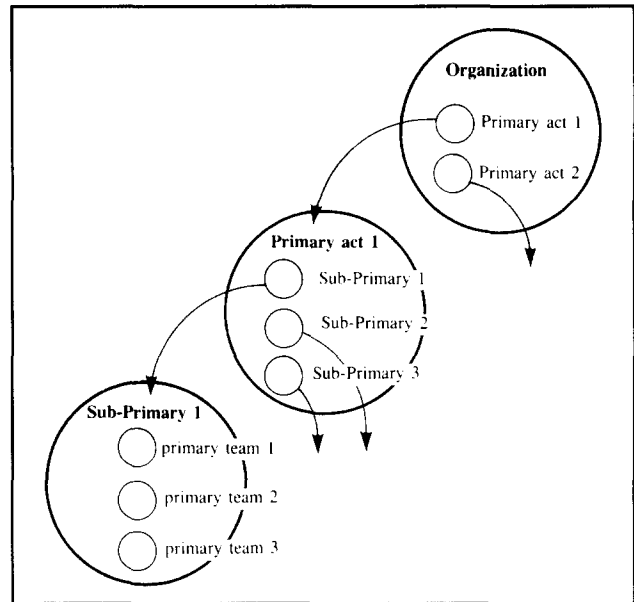 Organization
Primary act 1
Primary act 2
Primary act 1
Sub-Primary 1
Sub-Primary 2
Sub-Primary 3
Sub-Primary 1
primary team 1
primary team 2
primary team 3